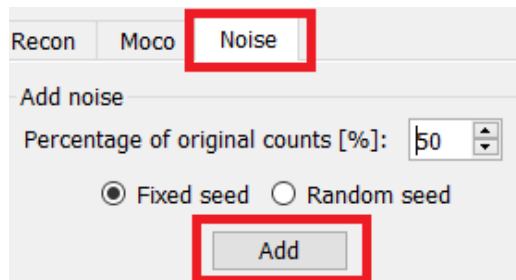 Recon Moco Noise
Add noise
Percentage of original counts [%]: 50
Fixed seed Random seed
Add